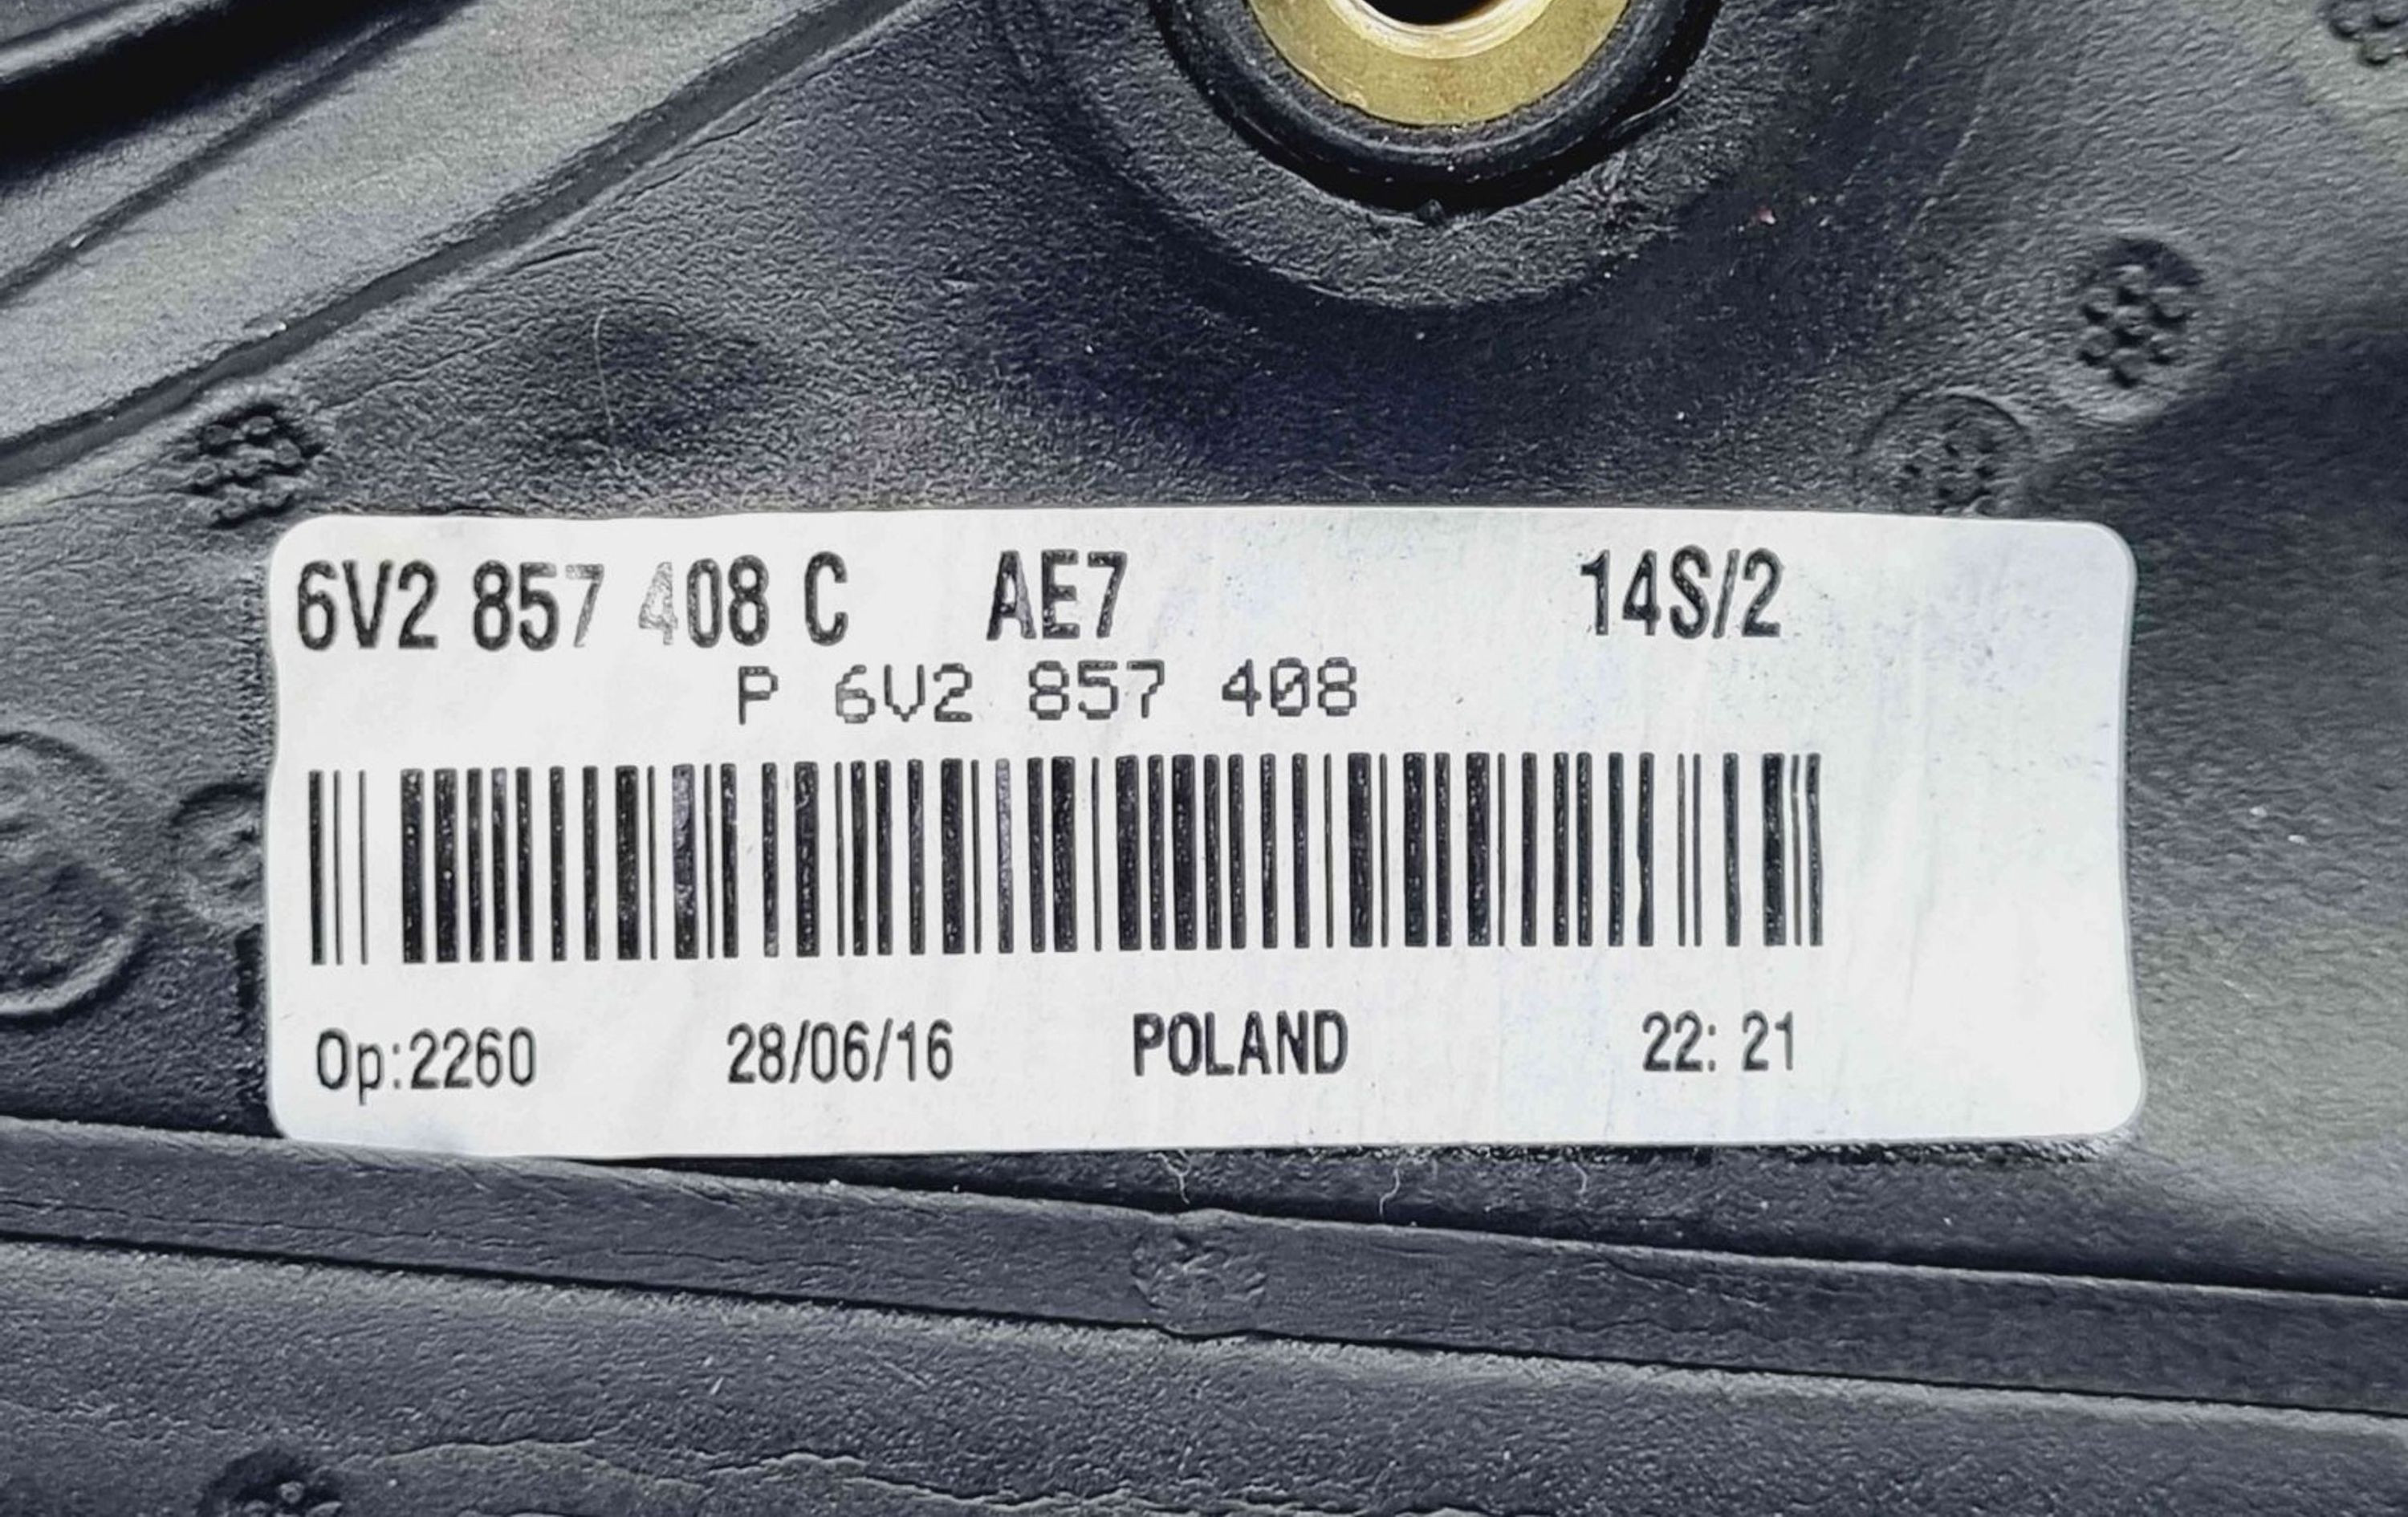 6V2 857 408 C AE7 14S/2
P 6V2 857 408
Op:2260 28/06/16 POLAND 22: 21